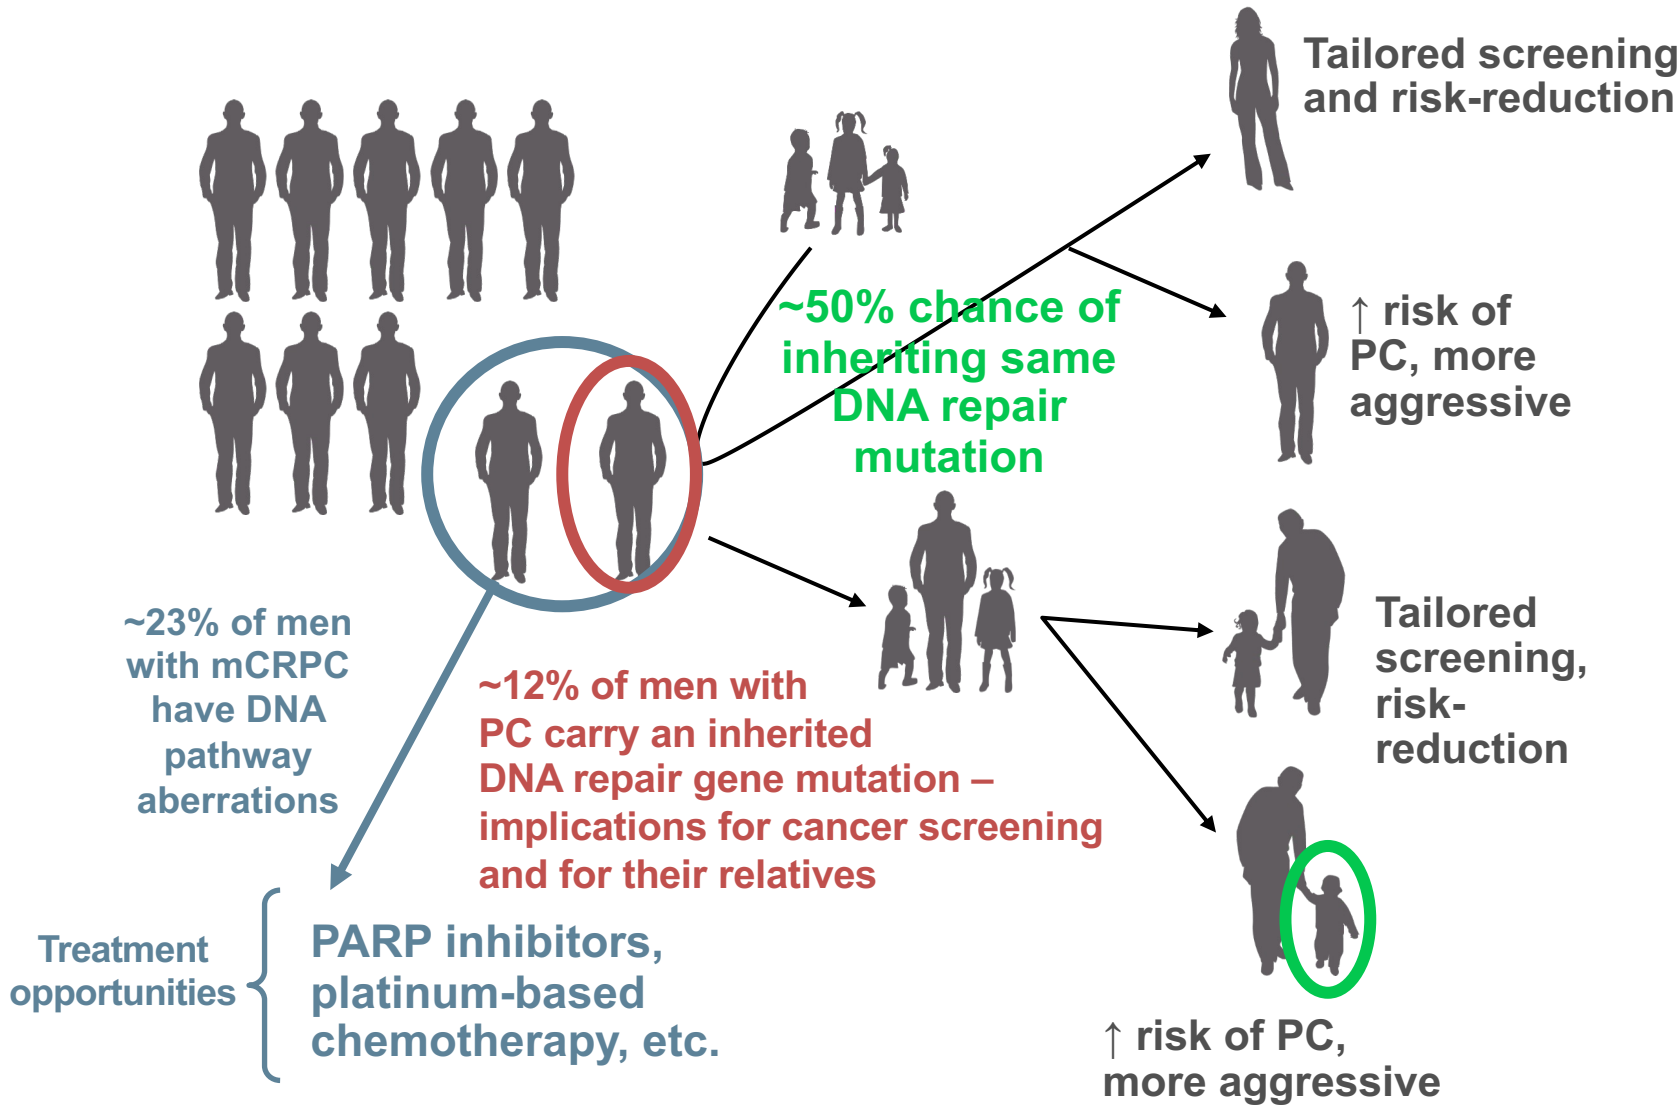 Tailored screening
and risk-reduction
~50% chance of
inheriting same
DNA repair
mutation
↑ risk of
PC, more
aggressive
~23% of men
with mCRPC
have DNA
pathway
aberrations
~12% of men with
PC carry an inherited
DNA repair gene mutation –
implications for cancer screening
and for their relatives
Tailored
screening,
risk-
reduction
Treatment
opportunities
PARP inhibitors,
platinum-based
chemotherapy, etc.
↑ risk of PC,
more aggressive